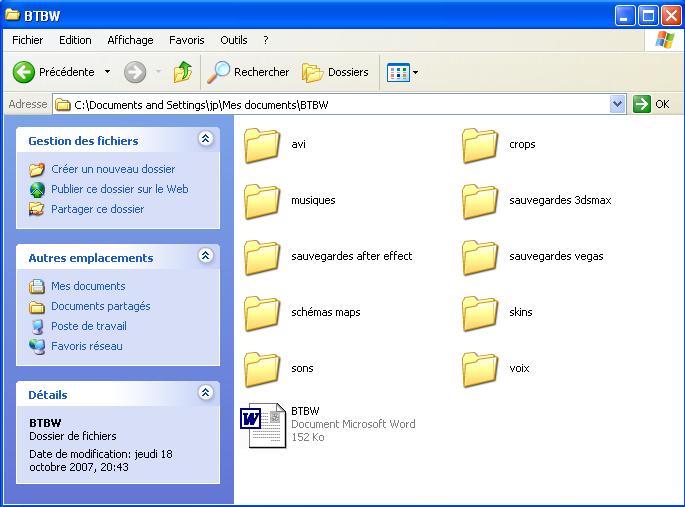 BTBW
Fichier Edition Affichage Favoris Outils ?
Précédente Rechercher Dossiers
Adresse C:\Documents and Settings\jp\Mes documents\BTBW OK
Gestion des fichiers
Créer un nouveau dossier
Publier ce dossier sur le Web
Partager ce dossier
Autres emplacements
Mes documents
Documents partagés
Poste de travail
Favoris réseau
Détails
BTBW
Dossier de fichiers
Date de modification: jeudi 18
octobre 2007, 20:43
avi crops
musiques sauvegardes 3dsmax
sauvegardes after effect sauvegardes vegas
schémas maps skins
sons voix
BTBW
Document Microsoft Word
152 Ko